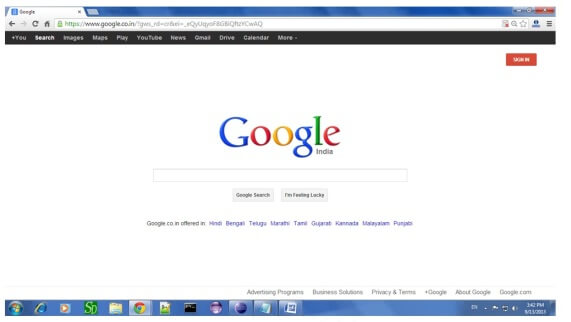 Google
https://www.google.co.in/?gws_rd=cr&ei=
+You Search Images Maps Play YouTube News Gmail Drive Calendar More
SIGN IN
Google
India
Google Search I'm Feeling Lucky
Google.co.in offered in: Hindi Bengali Telugu Marathi Tamil Gujarati Kannada Malayalam Punjabi
Advertising Programs Business Solutions Privacy & Terms +Google About Google Google.com
EN 3:42 PM
9/13/2013